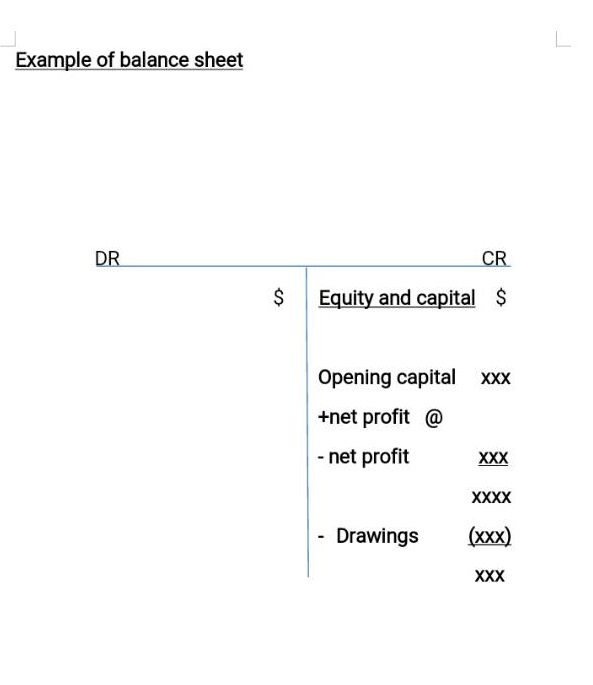 Example of balance sheet
DR CR
$ Equity and capital $
Opening capital xxx
+net profit @
- net profit xxx
xxxx
- Drawings (xxx)
xxx